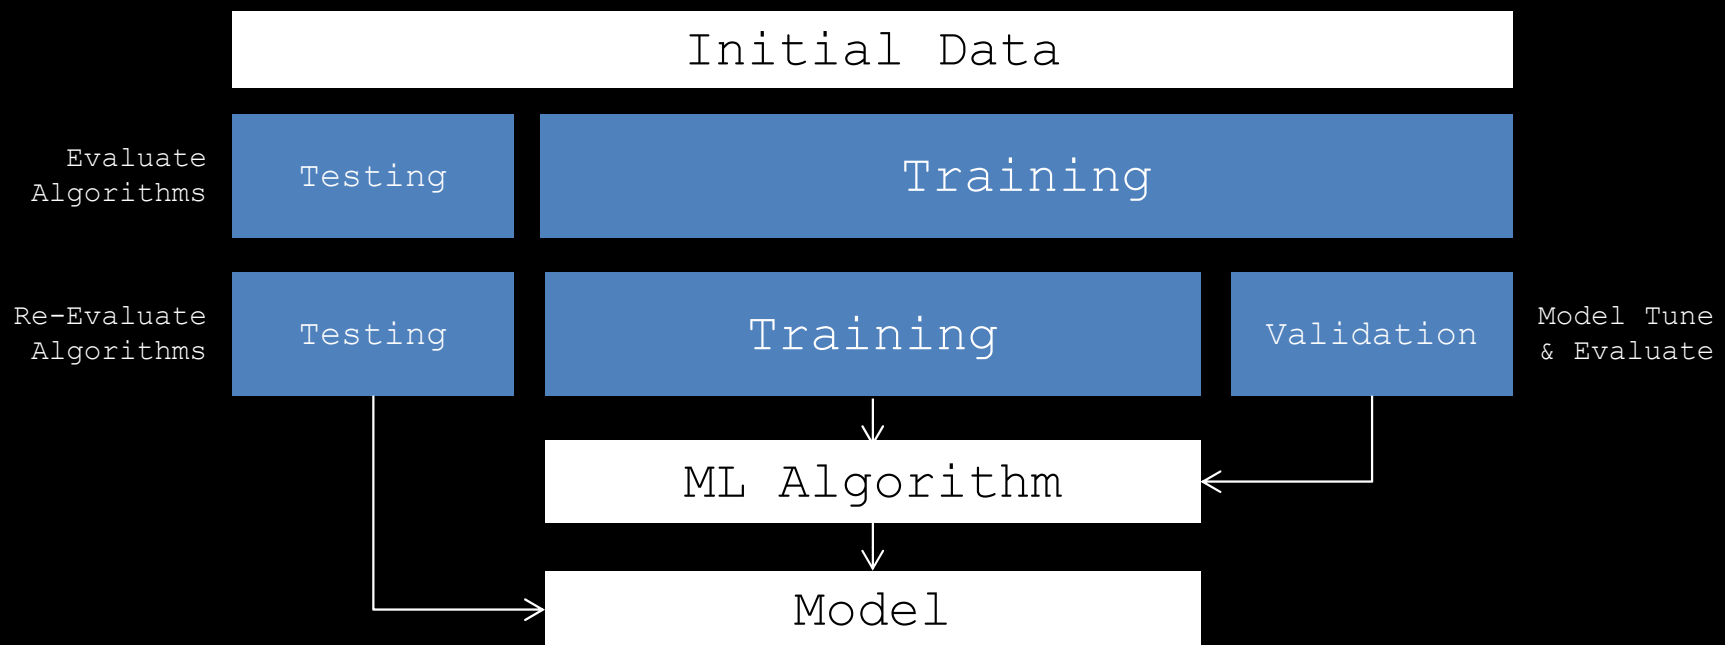 Initial Data
Evaluate
Algorithms
Testing
Training
Re-Evaluate
Algorithms
Testing
Training
Validation
Model Tune
& Evaluate
ML Algorithm
Model